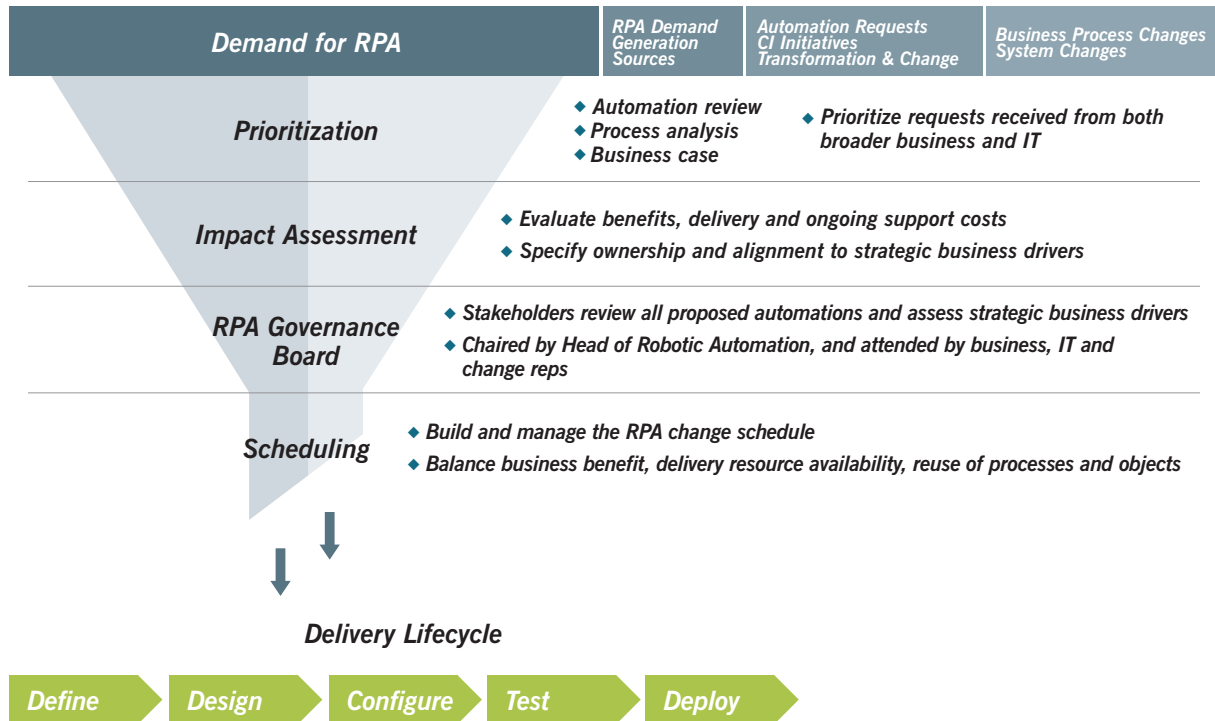 Demand for RPA
RPA Demand
Generation
Sources
Automation Requests
CI Initiatives
Transformation & Change
Business Process Changes
System Changes
Prioritization
◆ Automation review
◆ Process analysis
◆ Business case
◆ Prioritize requests received from both
broader business and IT
Impact Assessment
◆ Evaluate benefits, delivery and ongoing support costs
◆ Specify ownership and alignment to strategic business drivers
RPA Governance
Board
◆ Stakeholders review all proposed automations and assess strategic business drivers
◆ Chaired by Head of Robotic Automation, and attended by business, IT and
change reps
Scheduling
◆ Build and manage the RPA change schedule
◆ Balance business benefit, delivery resource availability, reuse of processes and objects
Delivery Lifecycle
Define
Design
Configure
Test
Deploy